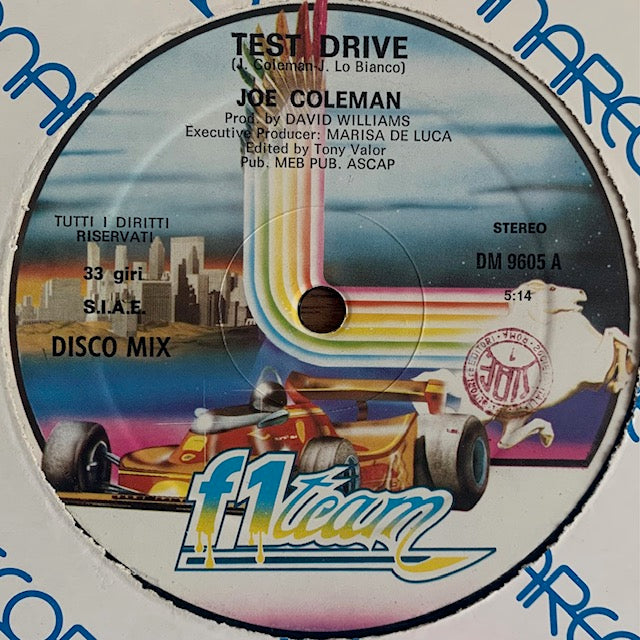 TEST DRIVE
(J. Coleman-J. Lo Bianco)
JOE COLEMAN
Prod. by DAVID WILLIAMS
Executive Producer: MARISA DE LUCA
Edited by Tony Valor
Pub. MEB PUB. ASCAP
TUTTI I DIRITTI
RISERVATI
33 giri
S.I.A.E.
DISCO MIX
STEREO
DM 9605 A
5:14
f1 team